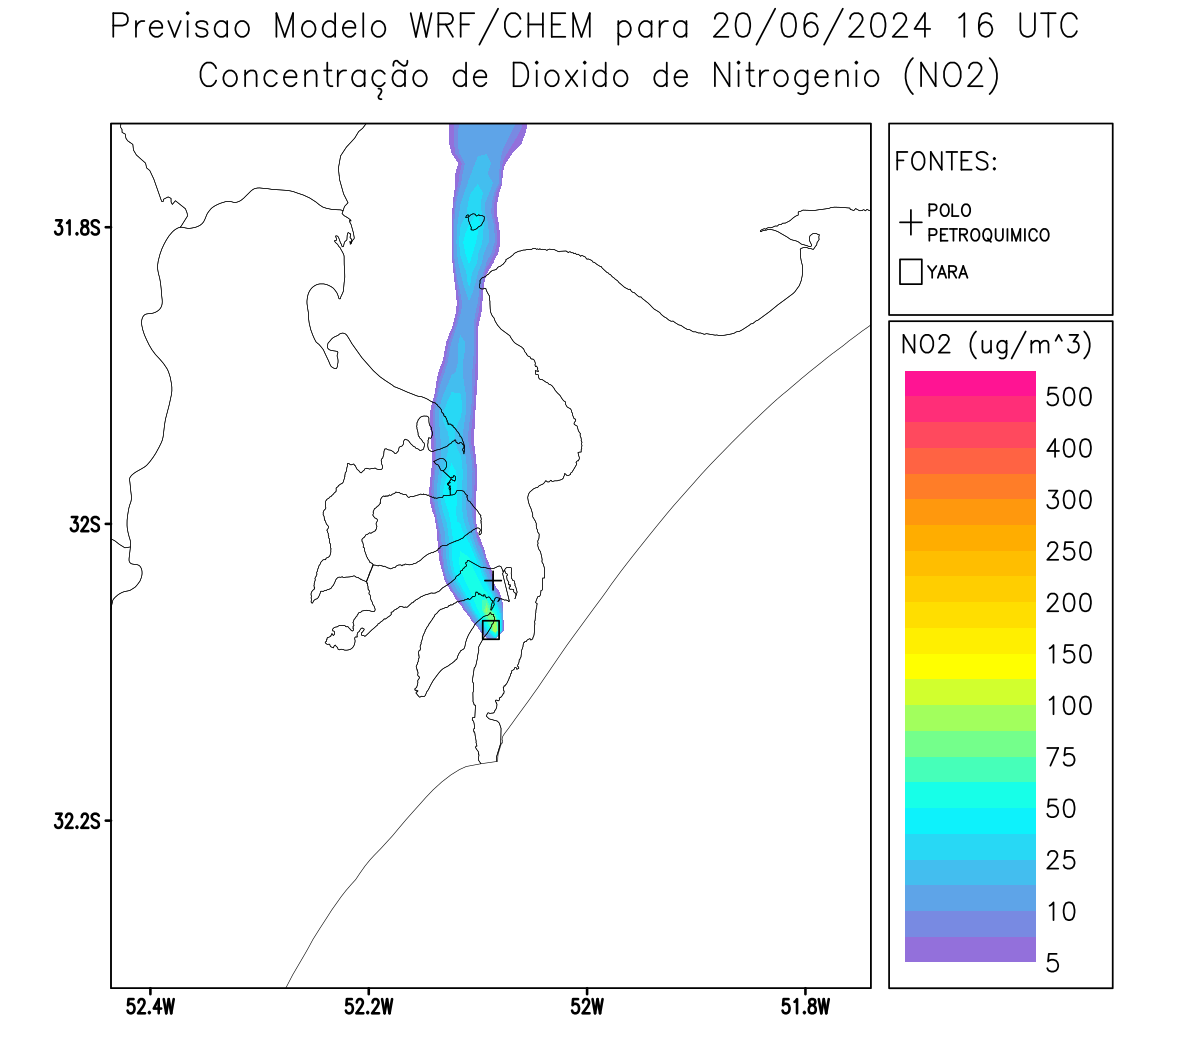 Previsao Modelo WRF/CHEM para 20/06/2024 16 UTC
Concentração de Dioxido de Nitrogenio (NO2)
FONTES:
POLO
PETROQUIMICO
YARA
NO2 (ug/m^3)
500
400
300
250
200
150
100
75
50
25
10
5
31.8S
32S
32.2S
52.4W
52.2W
52W
51.8W